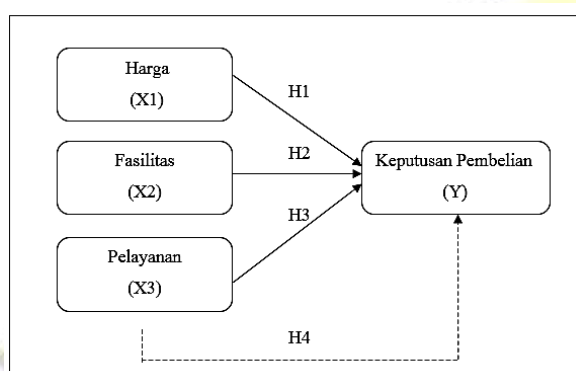 Harga
(X1)
H1
Fasilitas
(X2)
H2
Keputusan Pembelian
(Y)
H3
Pelayanan
(X3)
H4